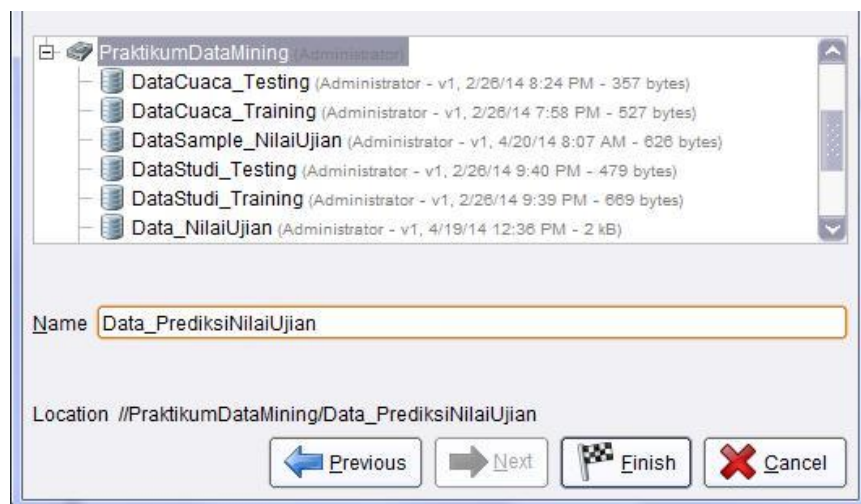 PraktikumDataMining (Administrator)
DataCuaca_Testing (Administrator - v1, 2/26/14 8:24 PM - 357 bytes)
DataCuaca_Training (Administrator - v1, 2/26/14 7:58 PM - 527 bytes)
DataSample_NilaiUjian (Administrator - v1, 4/20/14 8:07 AM - 626 bytes)
DataStudi_Testing (Administrator - v1, 2/26/14 9:40 PM - 479 bytes)
DataStudi_Training (Administrator - v1, 2/26/14 9:39 PM - 669 bytes)
Data_NilaiUjian (Administrator - v1, 4/19/14 12:36 PM - 2 kB)
Name Data_PrediksiNilaiUjian
Location //PraktikumDataMining/Data_PrediksiNilaiUjian
Previous Next Finish Cancel